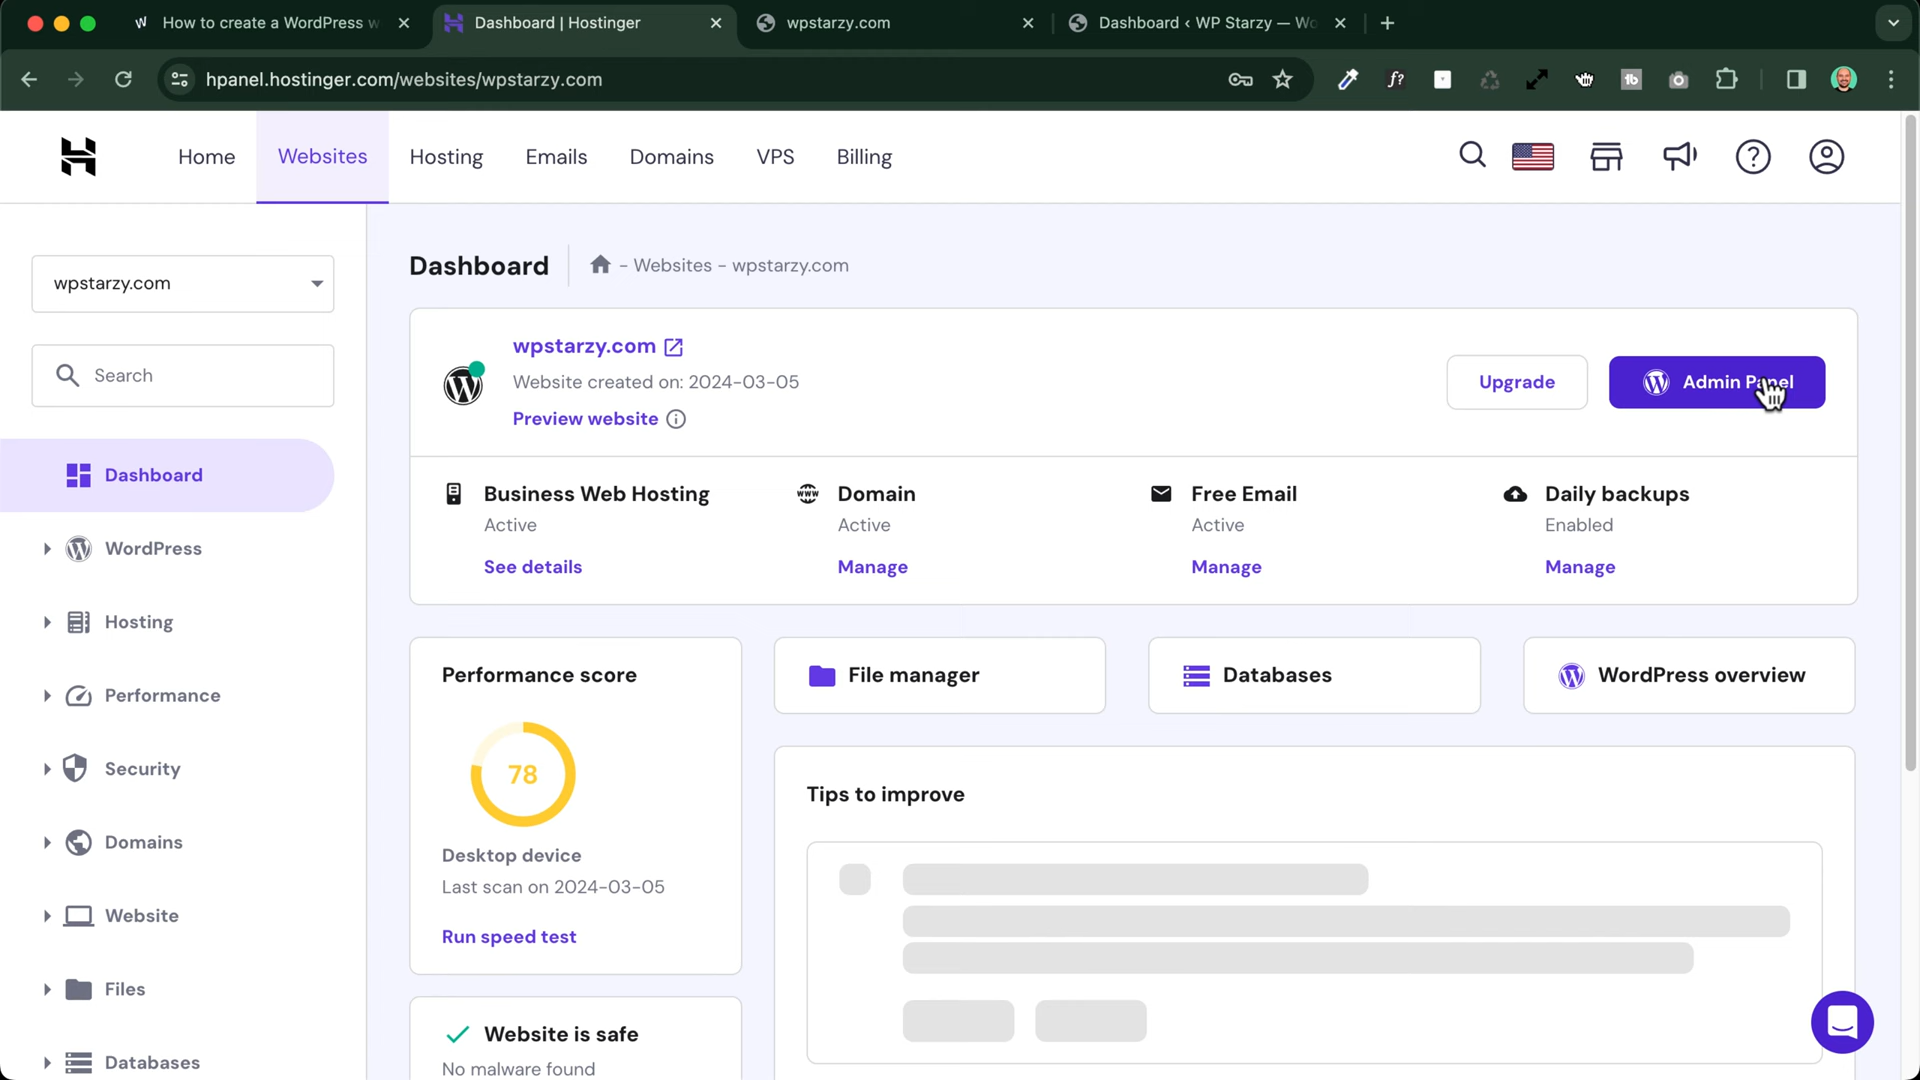 How to create a WordPress w
Dashboard | Hostinger
wpstarzy.com
Dashboard ‹ WP Starzy — Wo
hpanel.hostinger.com/websites/wpstarzy.com
f?
tb
Home
Websites
Hosting
Emails
Domains
VPS
Billing
wpstarzy.com
Search
Dashboard
WordPress
Hosting
Performance
Security
Domains
Website
Files
Databases
Dashboard
- Websites - wpstarzy.com
wpstarzy.com
Website created on: 2024-03-05
Preview website
Upgrade
Admin Panel
Business Web Hosting
Active
See details
Domain
Active
Manage
Free Email
Active
Manage
Daily backups
Enabled
Manage
Performance score
78
Desktop device
Last scan on 2024-03-05
Run speed test
Website is safe
No malware found
File manager
Databases
WordPress overview
Tips to improve